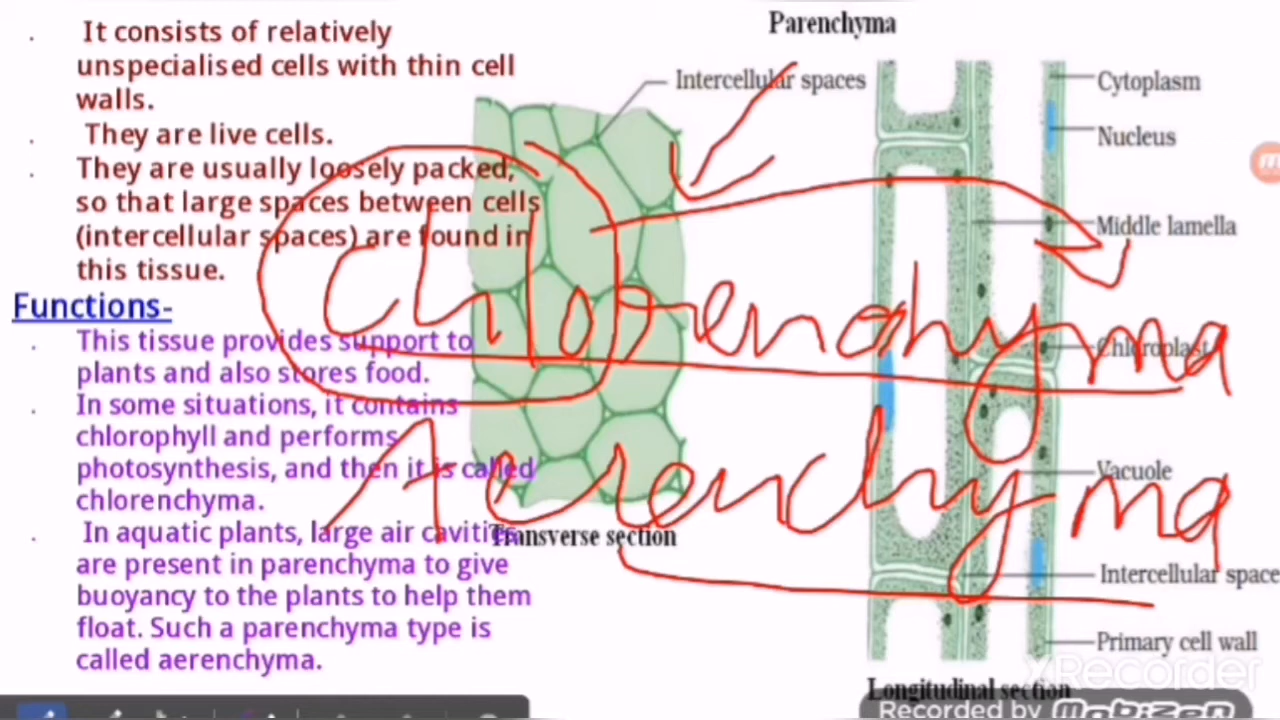 Parenchyma
. It consists of relatively
unspecialised cells with thin cell
walls.
. They are live cells.
. They are usually loosely packed,
so that large spaces between cells
(intercellular spaces) are found in
this tissue.
Functions-
. This tissue provides support to
plants and also stores food.
. In some situations, it contains
chlorophyll and performs
photosynthesis, and then it is called
chlorenchyma.
. In aquatic plants, large air cavities
are present in parenchyma to give
buoyancy to the plants to help them
float. Such a parenchyma type is
called aerenchyma.
Intercellular spaces
Transverse section
Cytoplasm
Nucleus
Middle lamella
Chloroplast
Vacuole
Intercellular space
Primary cell wall
Longitudinal section
Chlorenchyma
Aerenchyma
XRecorder
Recorded by Mobizen
m